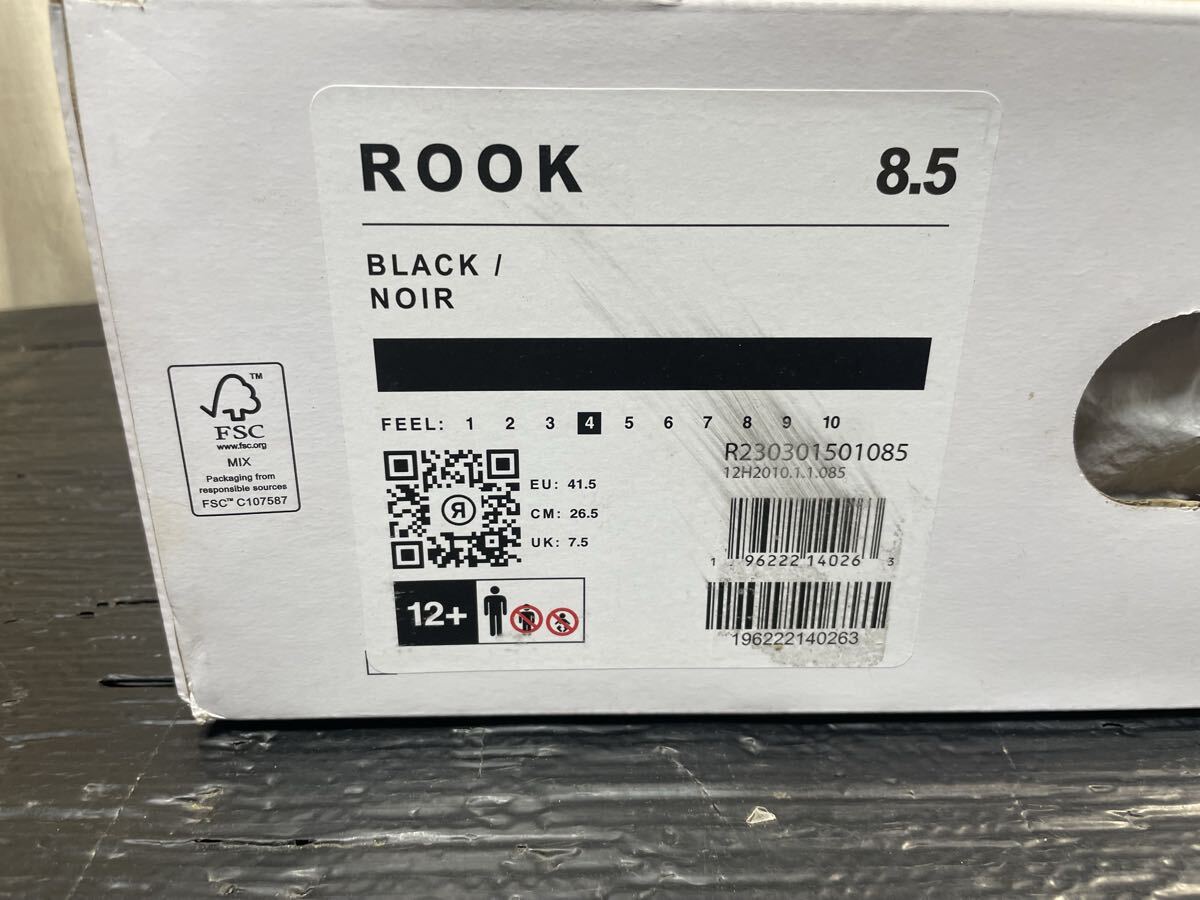 ROOK 8.5
BLACK /
NOIR
FEEL: 1 2 3 4 5 6 7 8 9 10
R230301501085
12H2010.1.1.085
EU: 41.5
CM: 26.5
UK: 7.5
R
1 96222 14026 3
196222140263
12+
TM
FSC
www.fsc.org
MIX
Packaging from
responsible sources
FSC™ C107587